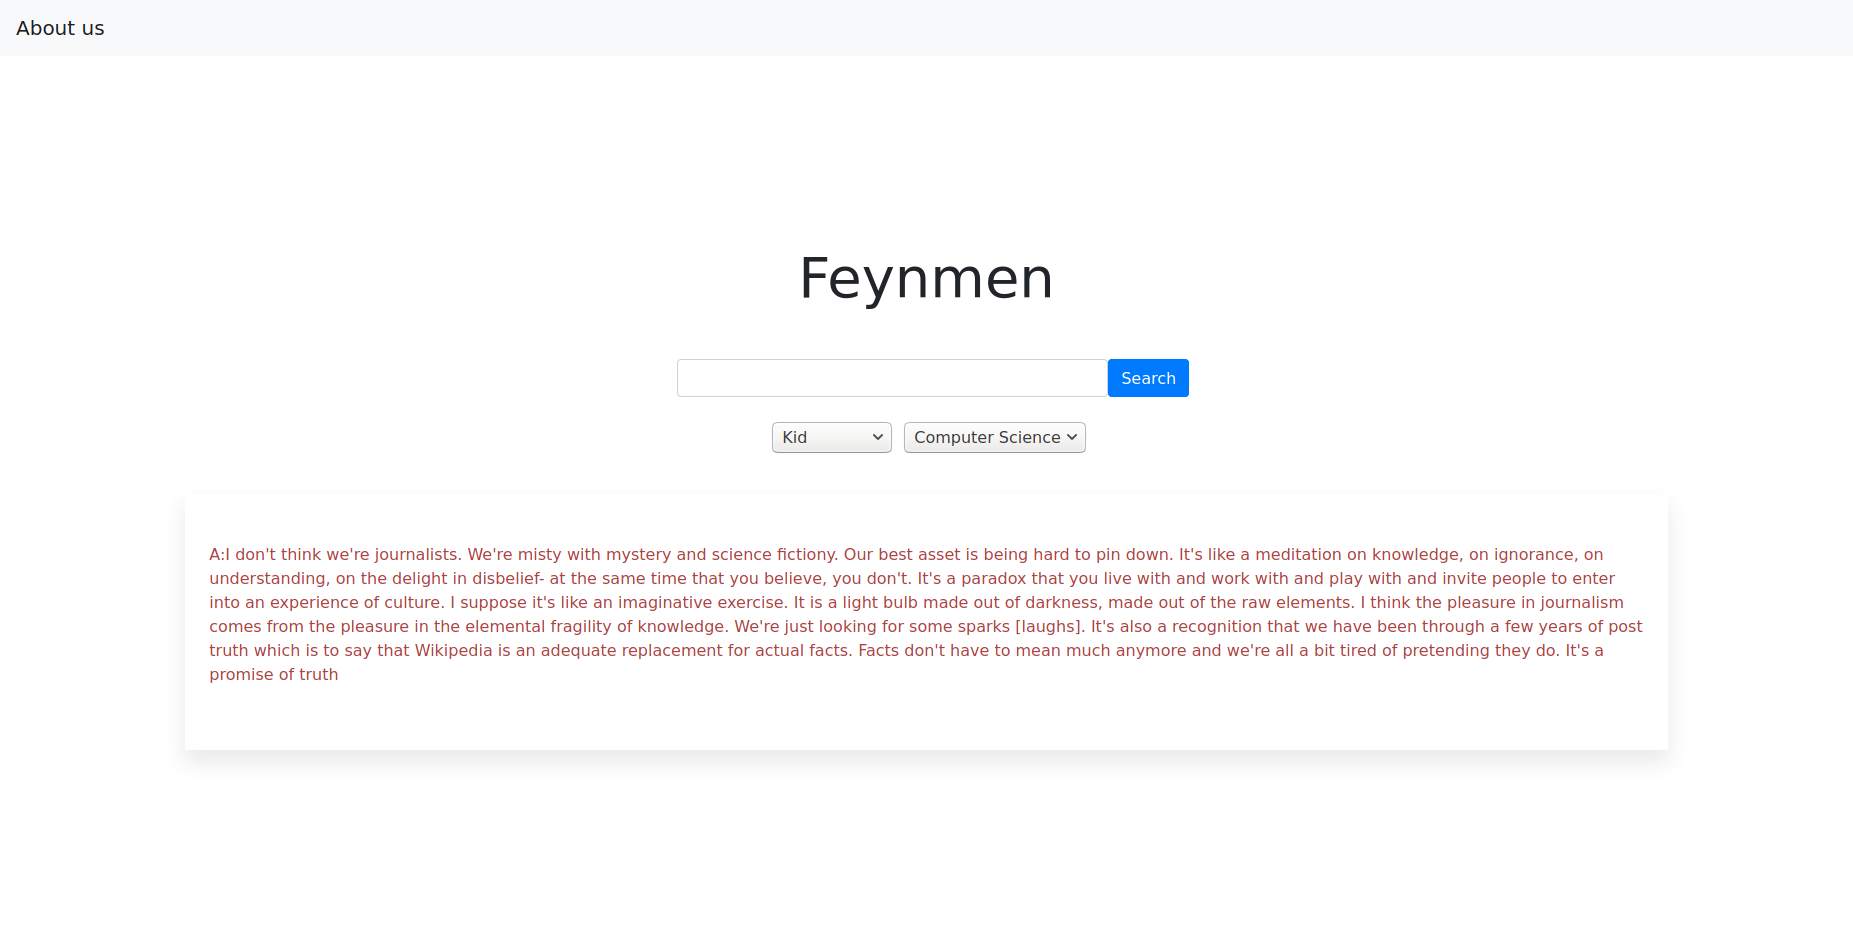 About us
Feynmen
Search
Kid
Computer Science
A:I don't think we're journalists. We're misty with mystery and science fictiony. Our best asset is being hard to pin down. It's like a meditation on knowledge, on ignorance, on
understanding, on the delight in disbelief- at the same time that you believe, you don't. It's a paradox that you live with and work with and play with and invite people to enter
into an experience of culture. I suppose it's like an imaginative exercise. It is a light bulb made out of darkness, made out of the raw elements. I think the pleasure in journalism
comes from the pleasure in the elemental fragility of knowledge. We're just looking for some sparks [laughs]. It's also a recognition that we have been through a few years of post
truth which is to say that Wikipedia is an adequate replacement for actual facts. Facts don't have to mean much anymore and we're all a bit tired of pretending they do. It's a
promise of truth